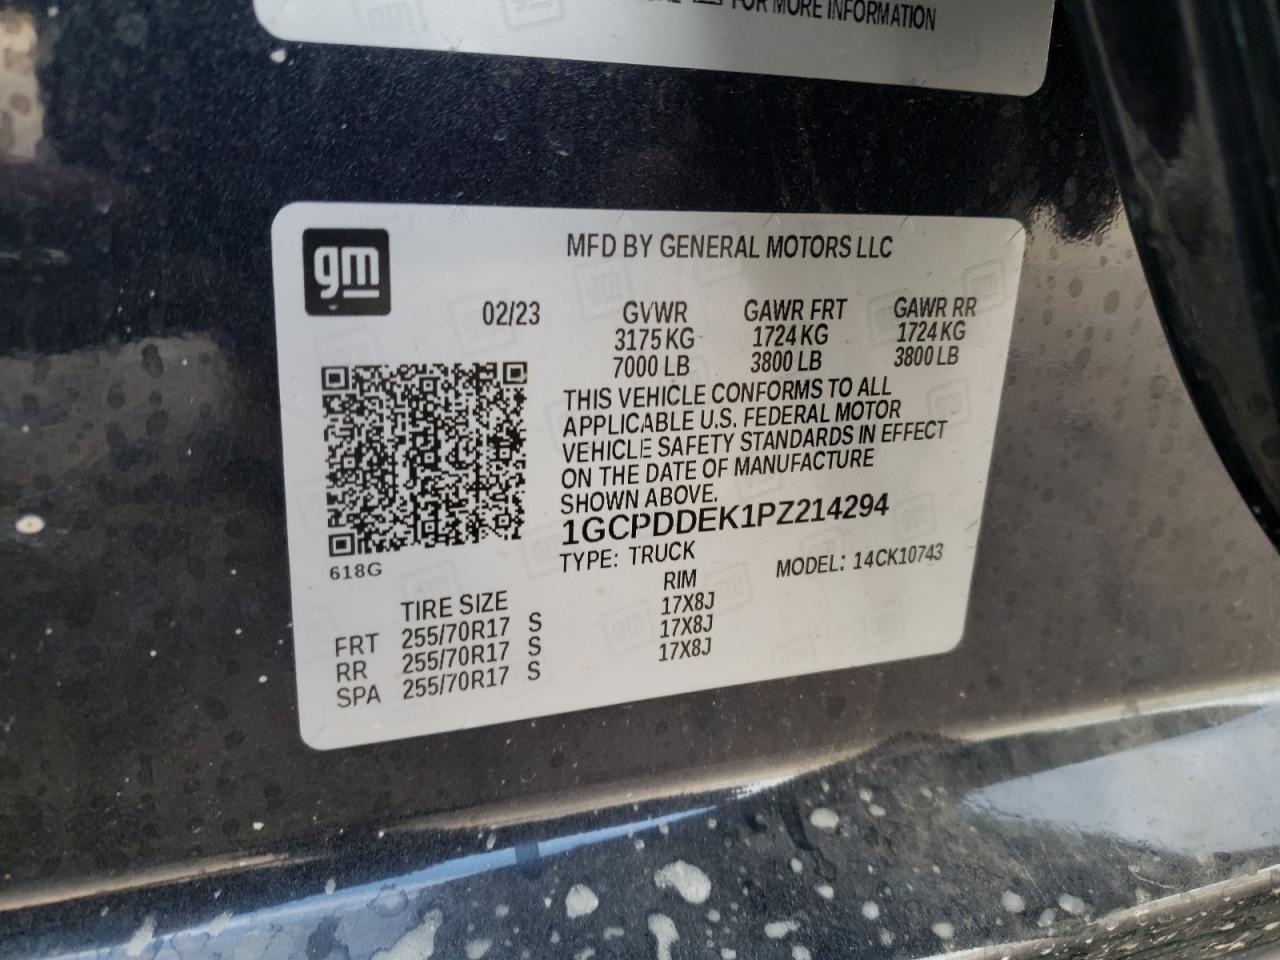 FOR MORE INFORMATION
gm
MFD BY GENERAL MOTORS LLC
02/23 GVWR GAWR FRT GAWR RR
3175 KG 1724 KG 1724 KG
7000 LB 3800 LB 3800 LB
THIS VEHICLE CONFORMS TO ALL
APPLICABLE U.S. FEDERAL MOTOR
VEHICLE SAFETY STANDARDS IN EFFECT
ON THE DATE OF MANUFACTURE
SHOWN ABOVE.
1GCPDDEK1PZ214294
TYPE: TRUCK MODEL: 14CK10743
618G
TIRE SIZE RIM
FRT 255/70R17 S 17X8J
RR 255/70R17 S 17X8J
SPA 255/70R17 S 17X8J